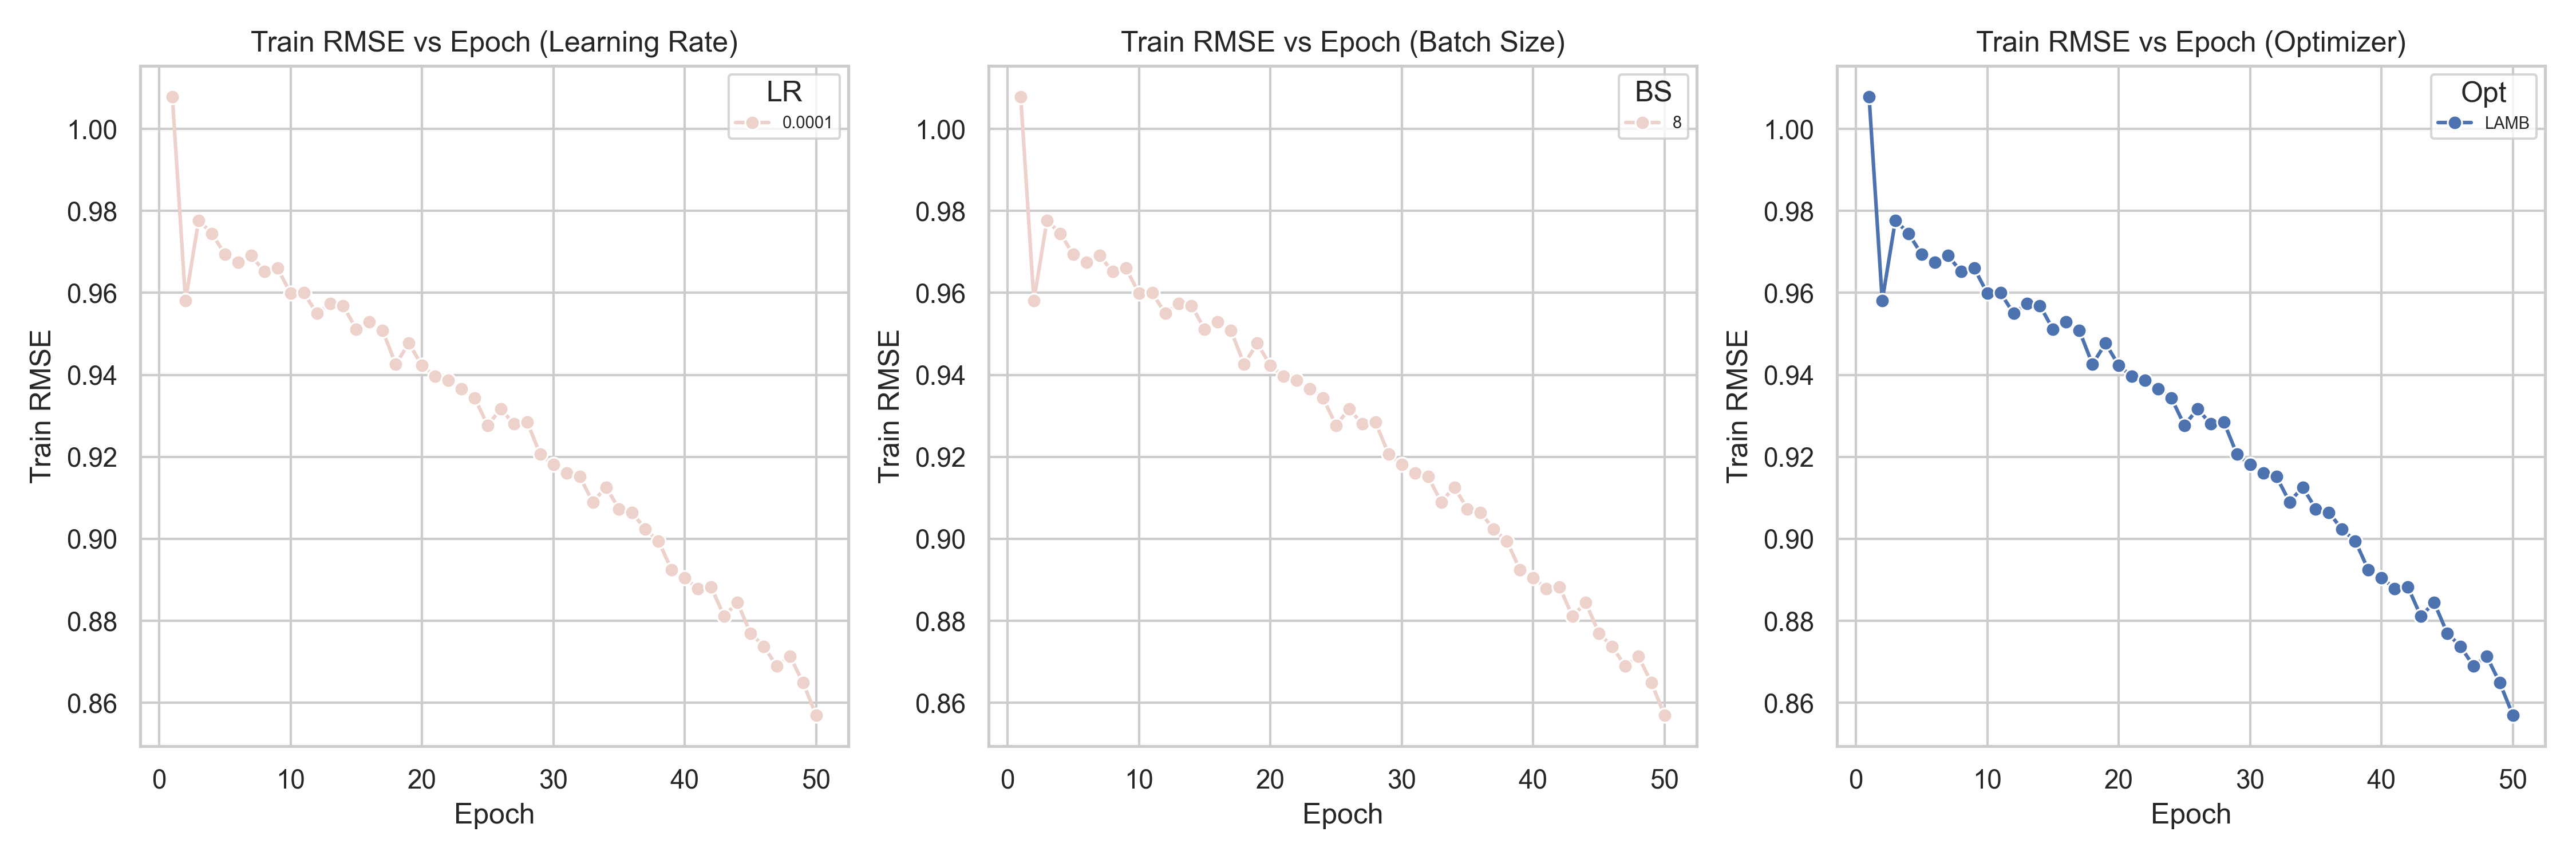 Train RMSE vs Epoch (Learning Rate)
LR
0.0001
1.00
0.98
0.96
0.94
0.92
0.90
0.88
0.86
Train RMSE
0 10 20 30 40 50
Epoch
Train RMSE vs Epoch (Batch Size)
BS
8
1.00
0.98
0.96
0.94
0.92
0.90
0.88
0.86
Train RMSE
0 10 20 30 40 50
Epoch
Train RMSE vs Epoch (Optimizer)
Opt
LAMB
1.00
0.98
0.96
0.94
0.92
0.90
0.88
0.86
Train RMSE
0 10 20 30 40 50
Epoch